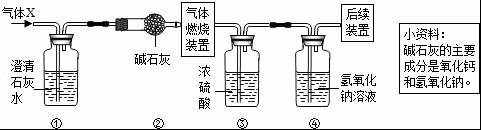 气体X
澄清
石灰
水
碱石灰
气体
燃烧
装置
浓
硫
酸
氢氧化
钠溶液
后续
装置
小资料:
碱石灰的主要
成分是氧化钙
和氢氧化钠。
①
②
③
④